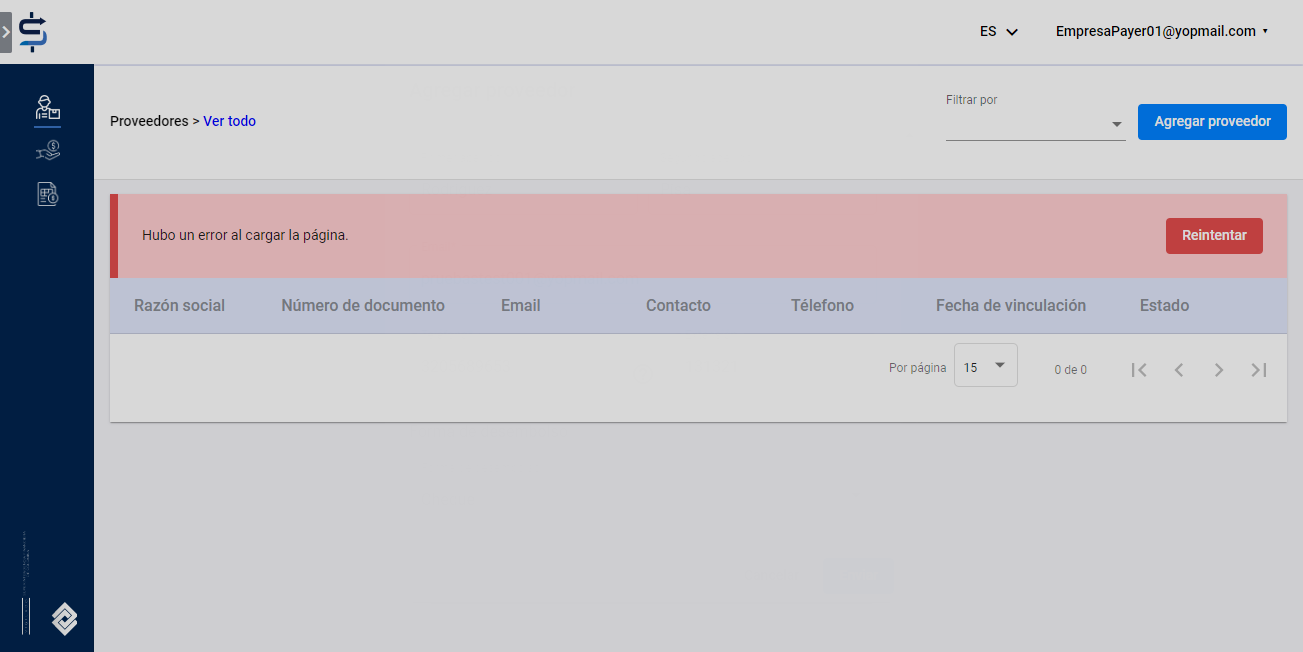 ES
EmpresaPayer01@yopmail.com
Proveedores > Ver todo
Filtrar por
Agregar proveedor
Hubo un error al cargar la página.
Reintentar
Razón social Número de documento Email Contacto Télefono Fecha de vinculación Estado
Por página 15 0 de 0